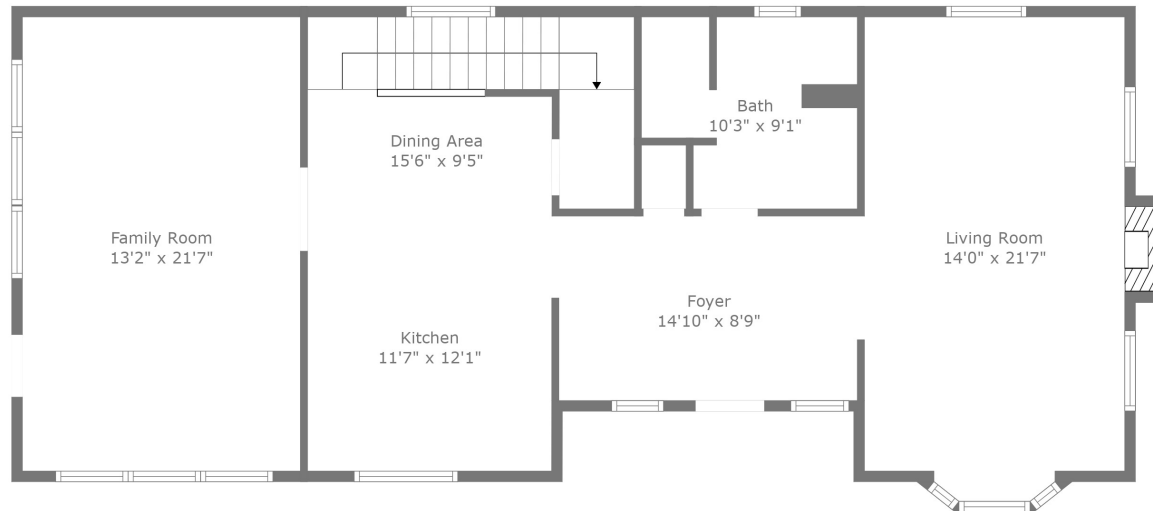 Family Room
13'2" x 21'7"
Dining Area
15'6" x 9'5"
Kitchen
11'7" x 12'1"
Bath
10'3" x 9'1"
Foyer
14'10" x 8'9"
Living Room
14'0" x 21'7"